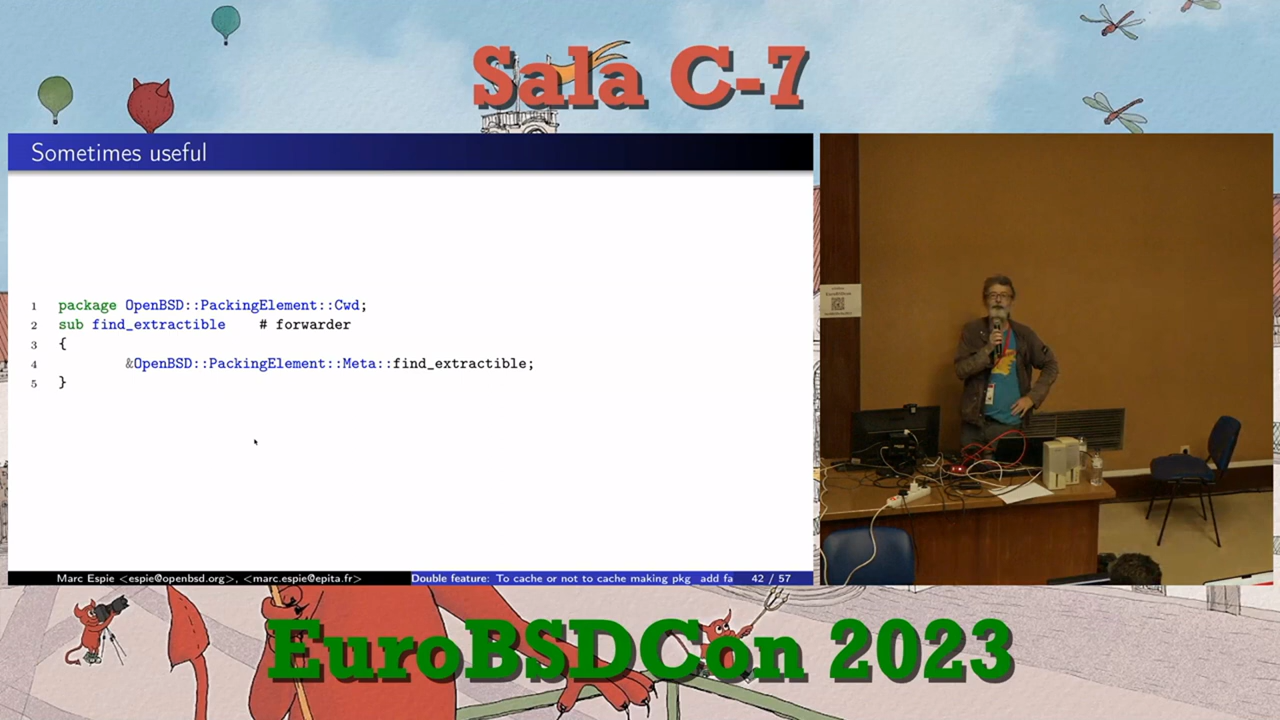 Sala C-7
Sometimes useful
1 package OpenBSD::PackingElement::Cwd;
2 sub find_extractible # forwarder
3 {
4 &OpenBSD::PackingElement::Meta::find_extractible;
5 }
Marc Espie <espie@openbsd.org>, <marc.espie@epita.fr>
Double feature: To cache or not to cache making pkg_add fa
42 / 57
EuroBSDCon 2023